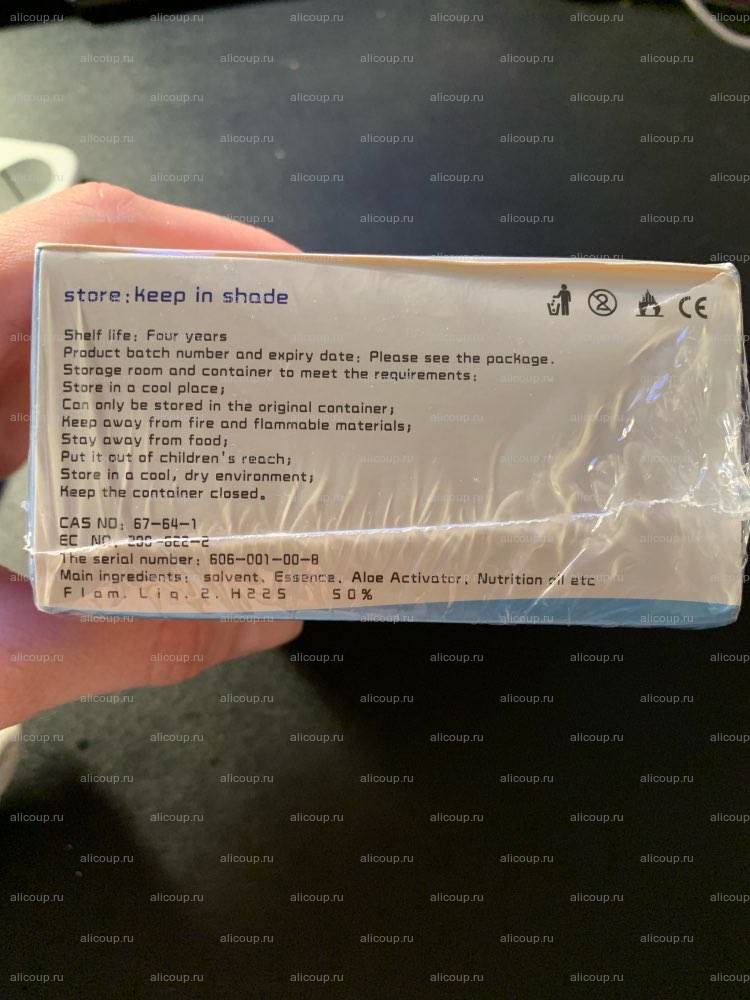 store:Keep in shade
CE
Shelf life: Four years
Product batch number and expiry date: Please see the package.
Storage room and container to meet the requirements:
Store in a cool place;
Can only be stored in the original container;
Keep away from fire and flammable materials;
Stay away from food;
Put it out of children's reach;
Store in a cool, dry environment;
Keep the container closed.
CAS NO: 67-64-1
EC NO.
The serial number: 606-001-00-8
Main ingredients: solvent, Essence, Aloe Activator, Nutrition oil etc
Flam. Liq. 2. H225 50%
alicoup.ru